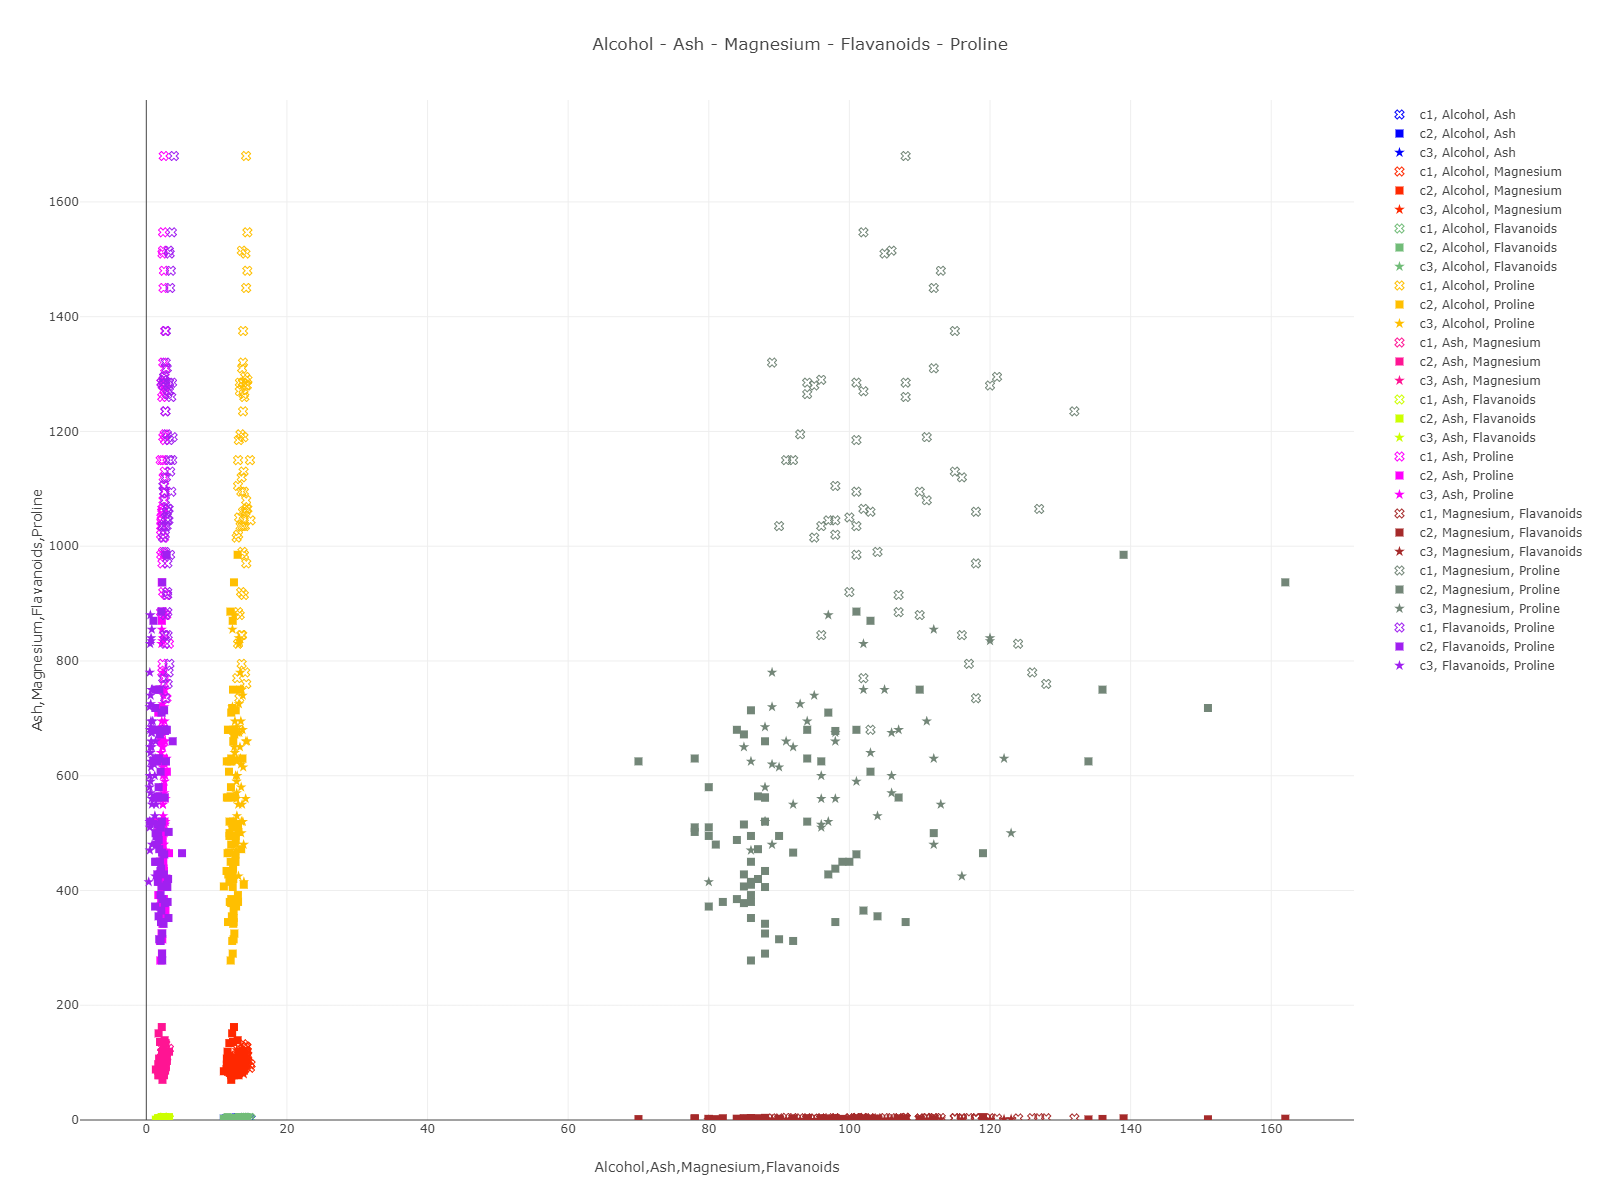 Alcohol - Ash - Magnesium - Flavanoids - Proline
c1, Alcohol, Ash
c2, Alcohol, Ash
c3, Alcohol, Ash
c1, Alcohol, Magnesium
c2, Alcohol, Magnesium
c3, Alcohol, Magnesium
c1, Alcohol, Flavanoids
c2, Alcohol, Flavanoids
c3, Alcohol, Flavanoids
c1, Alcohol, Proline
c2, Alcohol, Proline
c3, Alcohol, Proline
c1, Ash, Magnesium
c2, Ash, Magnesium
c3, Ash, Magnesium
c1, Ash, Flavanoids
c2, Ash, Flavanoids
c3, Ash, Flavanoids
c1, Ash, Proline
c2, Ash, Proline
c3, Ash, Proline
c1, Magnesium, Flavanoids
c2, Magnesium, Flavanoids
c3, Magnesium, Flavanoids
c1, Magnesium, Proline
c2, Magnesium, Proline
c3, Magnesium, Proline
c1, Flavanoids, Proline
c2, Flavanoids, Proline
c3, Flavanoids, Proline
Ash,Magnesium,Flavanoids,Proline
1600
1400
1200
1000
800
600
400
200
0
0 20 40 60 80 100 120 140 160
Alcohol,Ash,Magnesium,Flavanoids